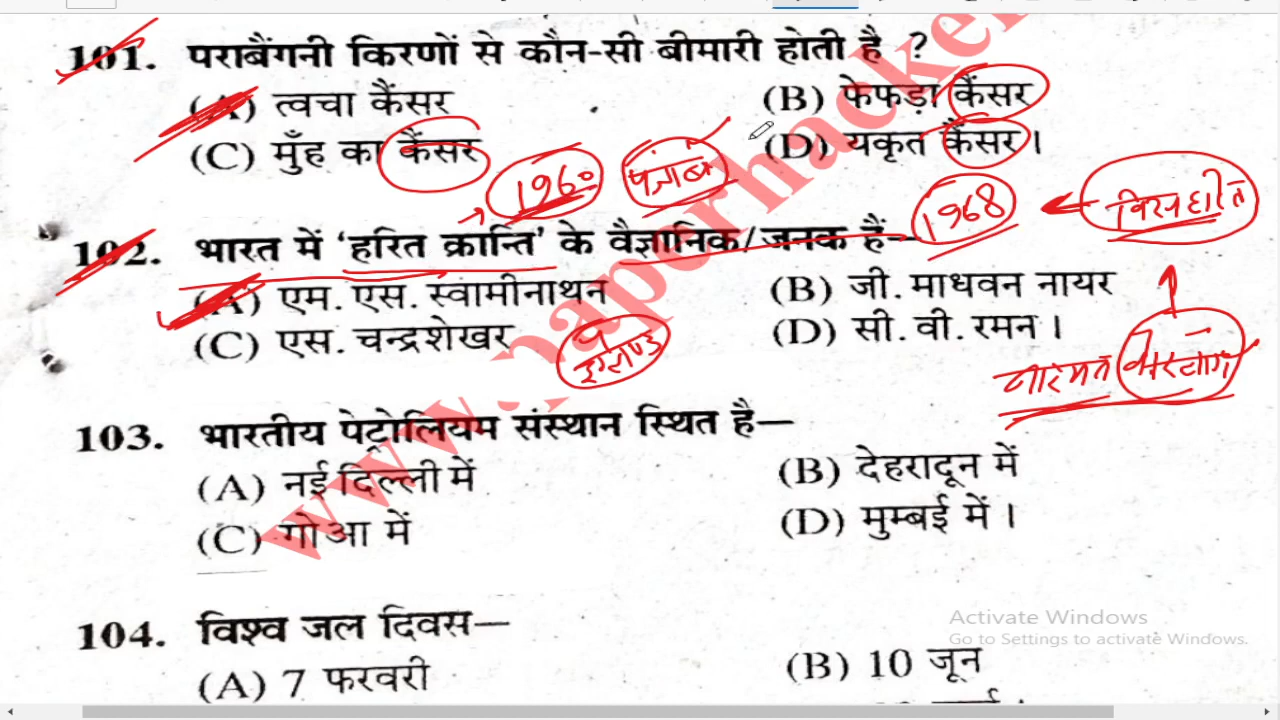 101. पराबैंगनी किरणों से कौन-सी बीमारी होती है ?
(A) त्वचा कैंसर
(B) फेफड़ा कैंसर
(C) मुँह का कैंसर
(D) यकृत कैंसर।
1960 पंजाब
1968
102. भारत में 'हरित क्रान्ति' के वैज्ञानिक/जनक हैं–
(A) एम. एस. स्वामीनाथन
(B) जी. माधवन नायर
(C) एस. चन्द्रशेखर
(D) सी. वी. रमन।
103. भारतीय पेट्रोलियम संस्थान स्थित है—
(A) नई दिल्ली में
(B) देहरादून में
(C) गोआ में
(D) मुम्बई में।
104. विश्व जल दिवस—
(A) 7 फरवरी
(B) 10 जून
www.paperhacke
Activate Windows
Go to Settings to activate Windows.